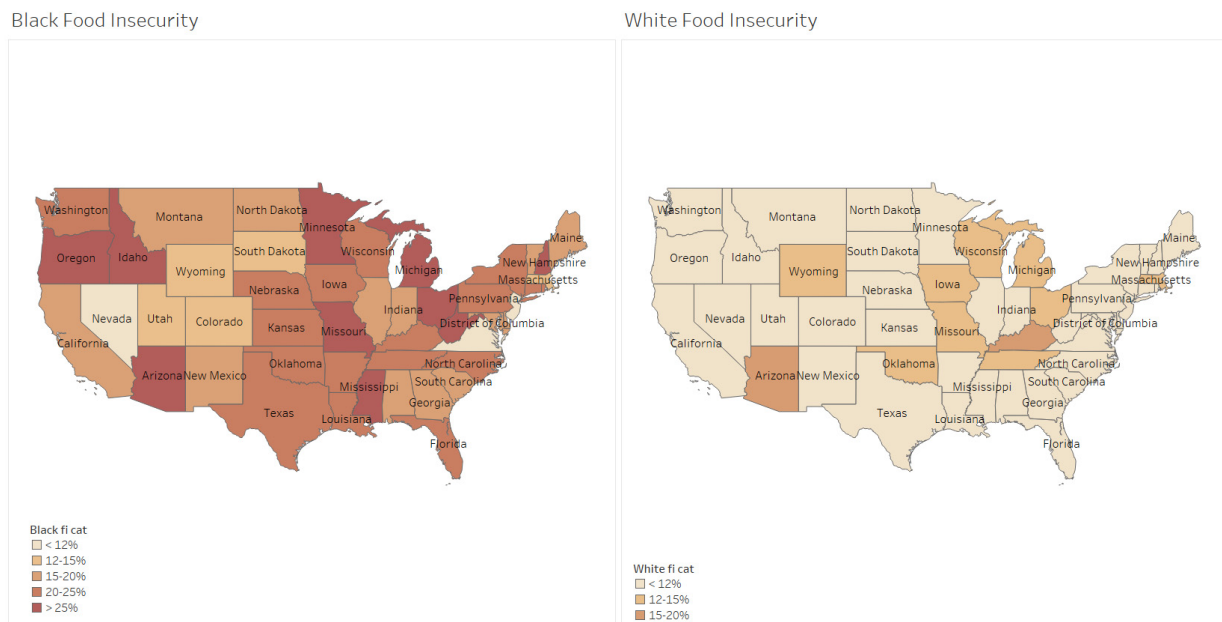 Black Food Insecurity
Washington
Montana
North Dakota
Minnesota
Maine
Oregon
Idaho
South Dakota
Wisconsin
New Hampshire
Wyoming
Michigan
Massachusetts
Nebraska
Iowa
Pennsylvania
Nevada
Utah
Colorado
Indiana
Kansas
Missouri
District of Columbia
California
Arizona
New Mexico
Oklahoma
North Carolina
Mississippi
South Carolina
Georgia
Texas
Louisiana
Florida
Black fi cat
< 12%
12-15%
15-20%
20-25%
> 25%
White Food Insecurity
Washington
Montana
North Dakota
Minnesota
Maine
Oregon
Idaho
South Dakota
Wisconsin
New Hampshire
Wyoming
Michigan
Massachusetts
Nebraska
Iowa
Pennsylvania
Nevada
Utah
Colorado
Indiana
Kansas
Missouri
District of Columbia
California
Arizona
New Mexico
Oklahoma
North Carolina
Mississippi
South Carolina
Georgia
Texas
Louisiana
Florida
White fi cat
< 12%
12-15%
15-20%